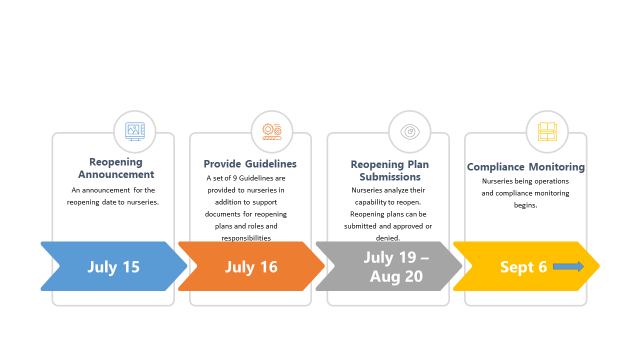 Reopening
Announcement
An announcement for the
reopening date to nurseries.
July 15
Provide Guidelines
A set of 9 Guidelines are
provided to nurseries in
addition to support
documents for reopening
plans and roles and
responsibilities
July 16
Reopening Plan
Submissions
Nurseries analyze their
capability to reopen.
Reopening plans can be
submitted and approved or
denied.
July 19 –
Aug 20
Compliance Monitoring
Nurseries being operations
and compliance monitoring
begins.
Sept 6